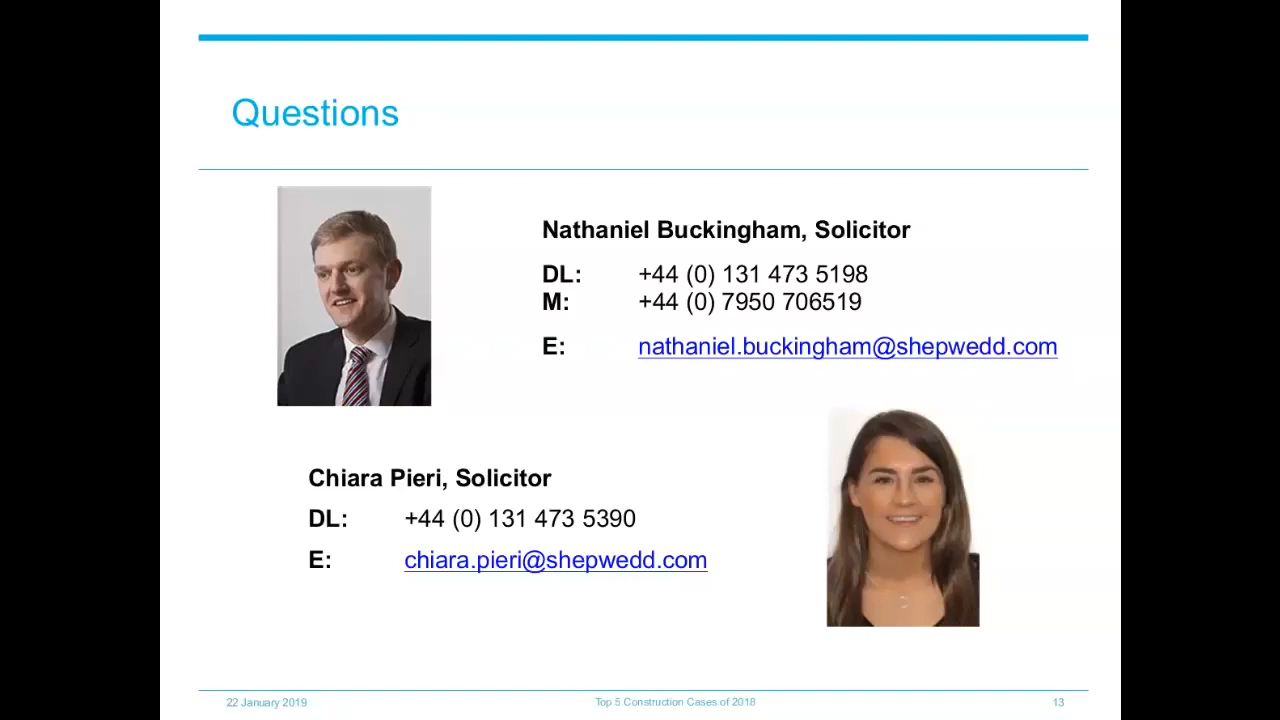 Questions
Nathaniel Buckingham, Solicitor
DL: +44 (0) 131 473 5198
M: +44 (0) 7950 706519
E: nathaniel.buckingham@shepwedd.com
Chiara Pieri, Solicitor
DL: +44 (0) 131 473 5390
E: chiara.pieri@shepwedd.com
22 January 2019 Top 5 Construction Cases of 2018 13